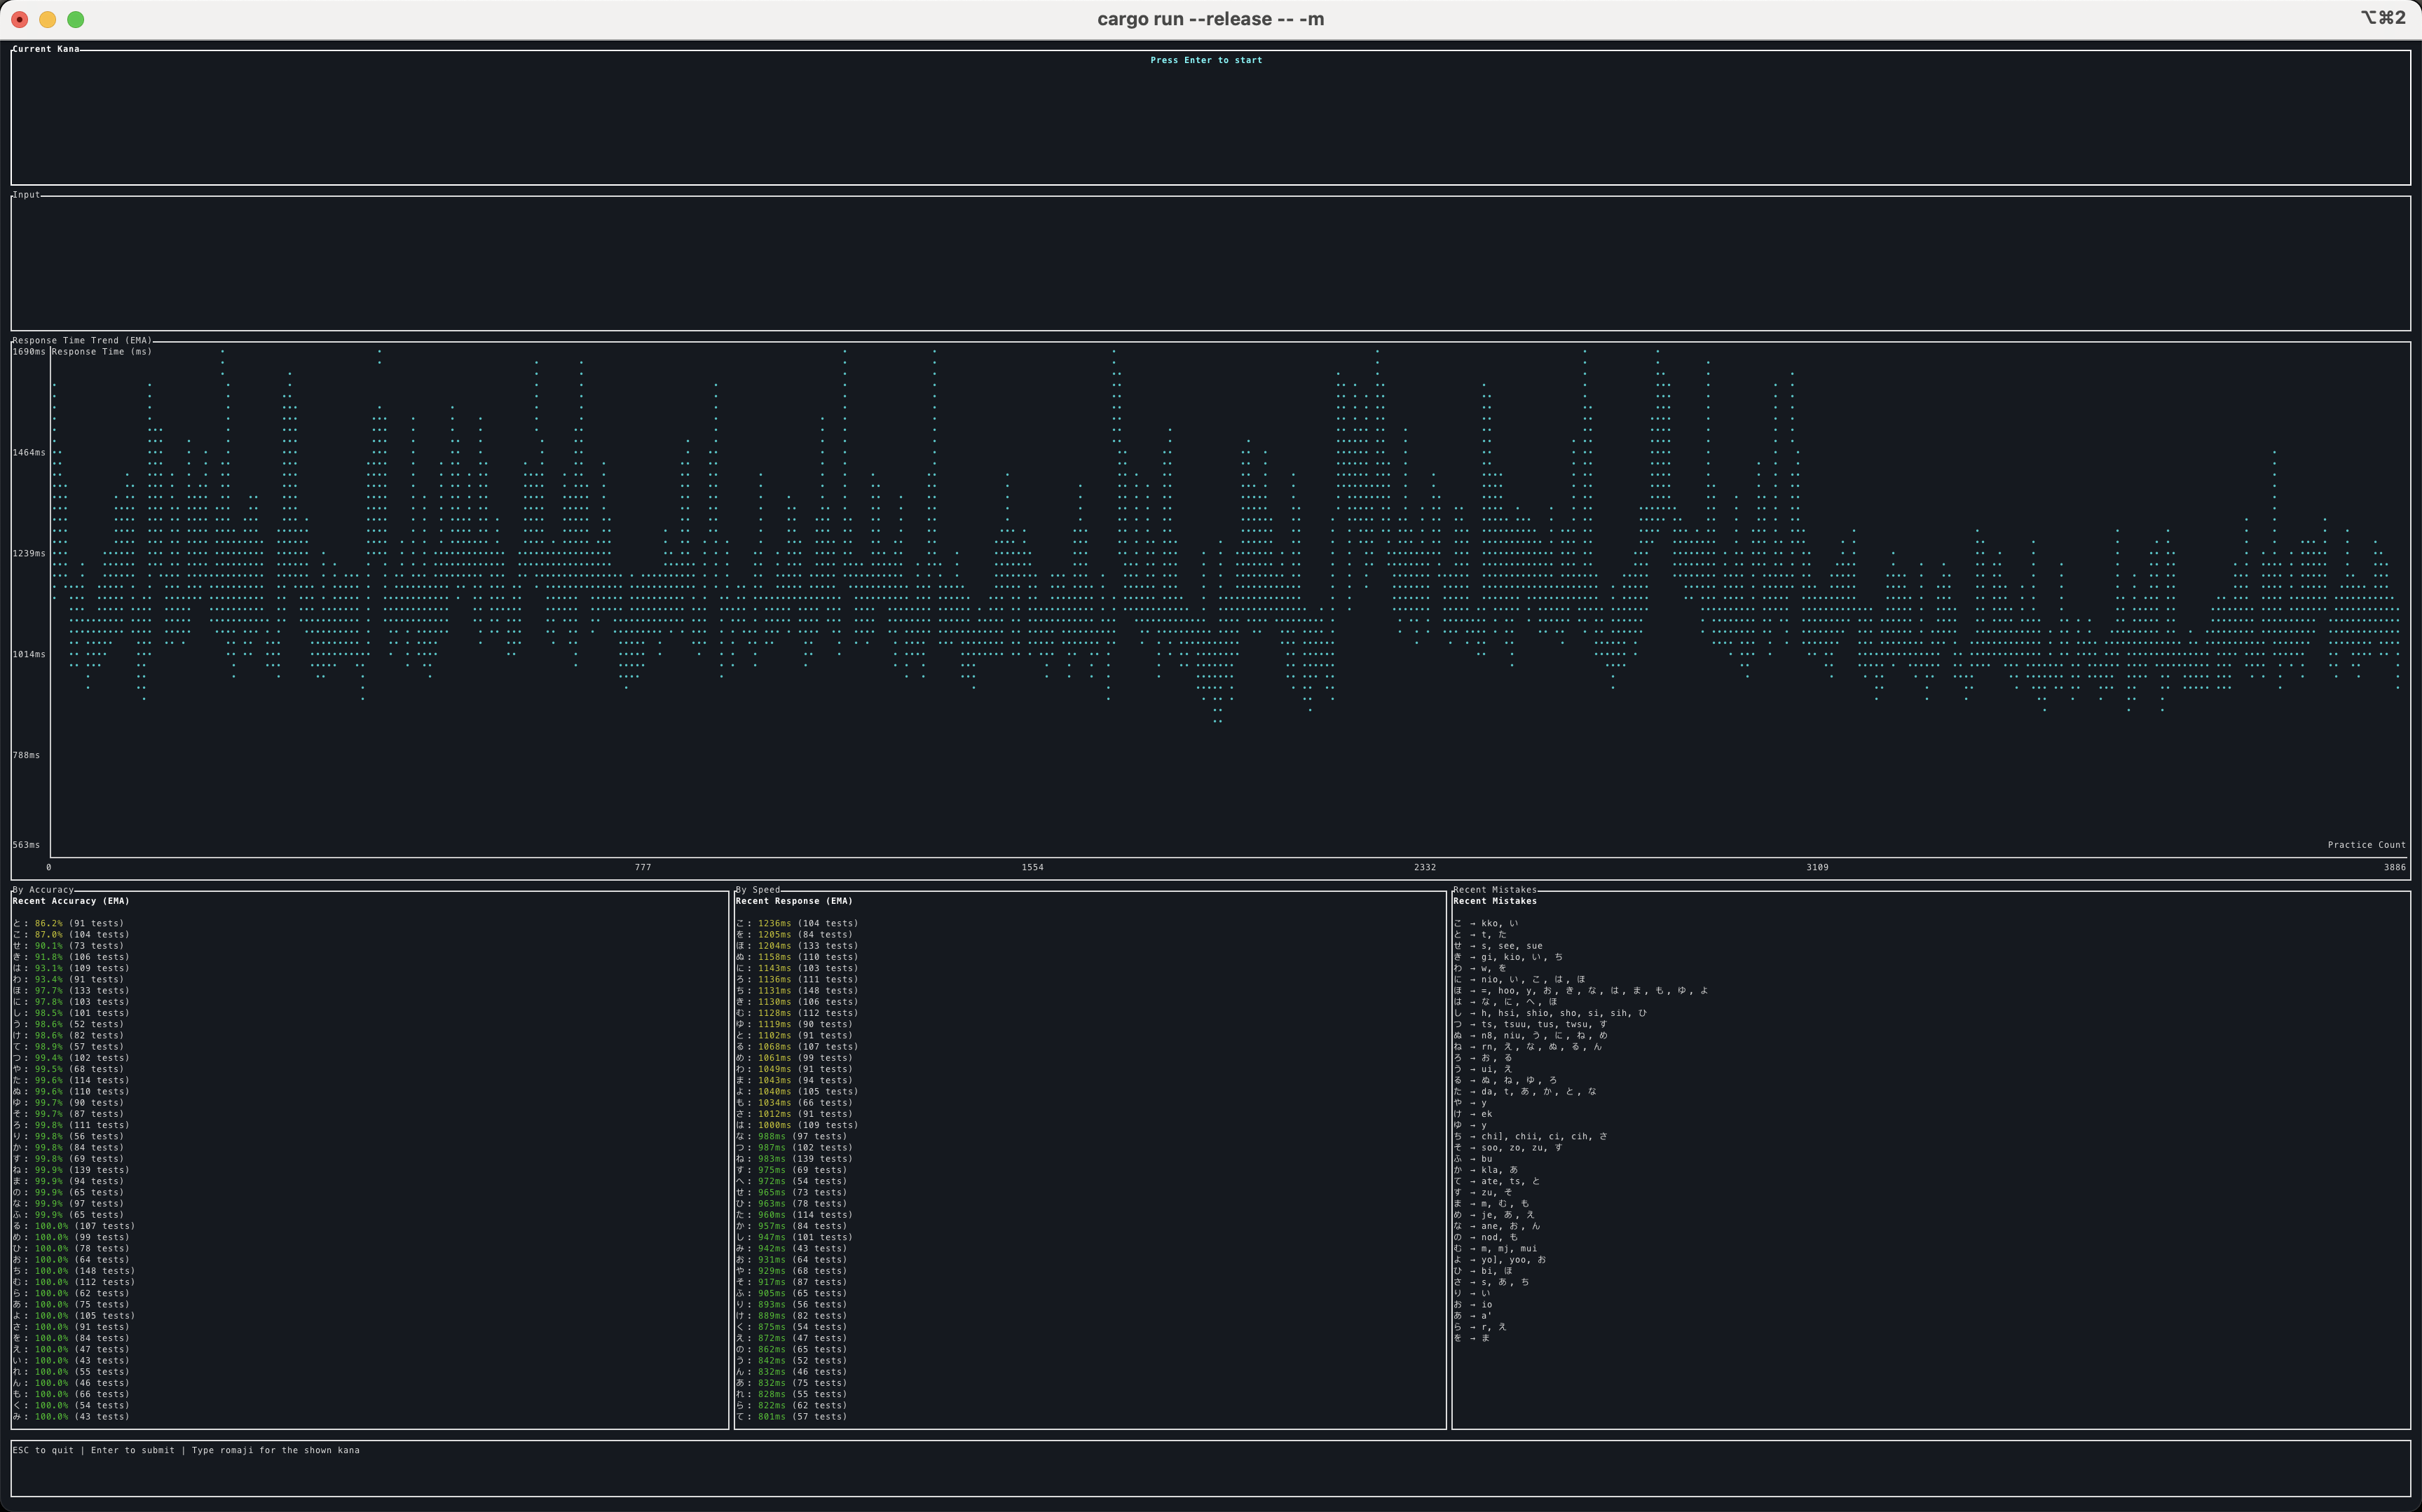 cargo run --release -- -m
⌥⌘2
Current Kana
Press Enter to start
Input
Response Time Trend (EMA)
1690ms Response Time (ms)
1464ms
1239ms
1014ms
788ms
563ms
Practice Count
0 777 1554 2332 3109 3886
By Accuracy
Recent Accuracy (EMA)
と: 86.2% (91 tests)
こ: 87.0% (104 tests)
せ: 90.1% (73 tests)
き: 91.8% (106 tests)
は: 93.1% (109 tests)
わ: 93.4% (91 tests)
ほ: 97.7% (133 tests)
に: 97.8% (103 tests)
し: 98.5% (101 tests)
う: 98.6% (52 tests)
け: 98.6% (82 tests)
て: 98.9% (57 tests)
つ: 99.4% (102 tests)
や: 99.5% (68 tests)
た: 99.6% (114 tests)
ぬ: 99.6% (110 tests)
ゆ: 99.7% (90 tests)
そ: 99.7% (87 tests)
ろ: 99.8% (111 tests)
り: 99.8% (56 tests)
か: 99.8% (84 tests)
す: 99.8% (69 tests)
ね: 99.9% (139 tests)
ま: 99.9% (94 tests)
の: 99.9% (65 tests)
な: 99.9% (97 tests)
ふ: 99.9% (65 tests)
る: 100.0% (107 tests)
め: 100.0% (99 tests)
ひ: 100.0% (78 tests)
お: 100.0% (64 tests)
ち: 100.0% (148 tests)
む: 100.0% (112 tests)
ら: 100.0% (62 tests)
あ: 100.0% (75 tests)
よ: 100.0% (105 tests)
さ: 100.0% (91 tests)
を: 100.0% (84 tests)
え: 100.0% (47 tests)
い: 100.0% (43 tests)
れ: 100.0% (55 tests)
ん: 100.0% (46 tests)
も: 100.0% (66 tests)
く: 100.0% (54 tests)
み: 100.0% (43 tests)
By Speed
Recent Response (EMA)
こ: 1236ms (104 tests)
を: 1205ms (84 tests)
ほ: 1204ms (133 tests)
ぬ: 1158ms (110 tests)
に: 1143ms (103 tests)
ろ: 1136ms (111 tests)
ち: 1131ms (148 tests)
き: 1130ms (106 tests)
む: 1128ms (112 tests)
ゆ: 1119ms (90 tests)
と: 1102ms (91 tests)
る: 1068ms (107 tests)
め: 1061ms (99 tests)
わ: 1049ms (91 tests)
ま: 1043ms (94 tests)
よ: 1040ms (105 tests)
も: 1034ms (66 tests)
さ: 1012ms (91 tests)
は: 1000ms (109 tests)
な: 988ms (97 tests)
つ: 987ms (102 tests)
ね: 983ms (139 tests)
す: 975ms (69 tests)
へ: 972ms (54 tests)
せ: 965ms (73 tests)
ひ: 963ms (78 tests)
た: 960ms (114 tests)
か: 957ms (84 tests)
し: 947ms (101 tests)
み: 942ms (43 tests)
お: 931ms (64 tests)
や: 929ms (68 tests)
そ: 917ms (87 tests)
ふ: 905ms (65 tests)
り: 893ms (56 tests)
け: 889ms (82 tests)
く: 875ms (54 tests)
え: 872ms (47 tests)
の: 862ms (65 tests)
う: 842ms (52 tests)
ん: 832ms (46 tests)
あ: 832ms (75 tests)
れ: 828ms (55 tests)
ら: 822ms (62 tests)
て: 801ms (57 tests)
Recent Mistakes
Recent Mistakes
こ → kko, い
と → t, た
せ → s, see, sue
き → gi, kio, い, ち
わ → w, を
に → nio, い, こ, は, ほ
ほ → =, hoo, y, お, き, な, は, ま, も, ゆ, よ
は → な, に, へ, ほ
し → h, hsi, shio, sho, si, sih, ひ
つ → ts, tsuu, tus, twsu, す
ぬ → n8, niu, う, に, ね, め
ね → rn, え, な, ぬ, る, ん
ろ → お, る
う → ui, え
る → ぬ, ね, ゆ, ろ
た → da, t, あ, か, と, な
や → y
け → ek
ゆ → y
ち → chi], chii, ci, cih, さ
そ → soo, zo, zu, す
ふ → bu
か → kla, あ
て → ate, ts, と
す → zu, そ
ま → m, む, も
め → je, あ, え
な → ane, お, ん
の → nod, も
む → m, mj, mui
よ → yo], yoo, お
ひ → bi, ほ
さ → s, あ, ち
り → い
お → io
あ → a'
ら → r, え
を → ま
ESC to quit | Enter to submit | Type romaji for the shown kana